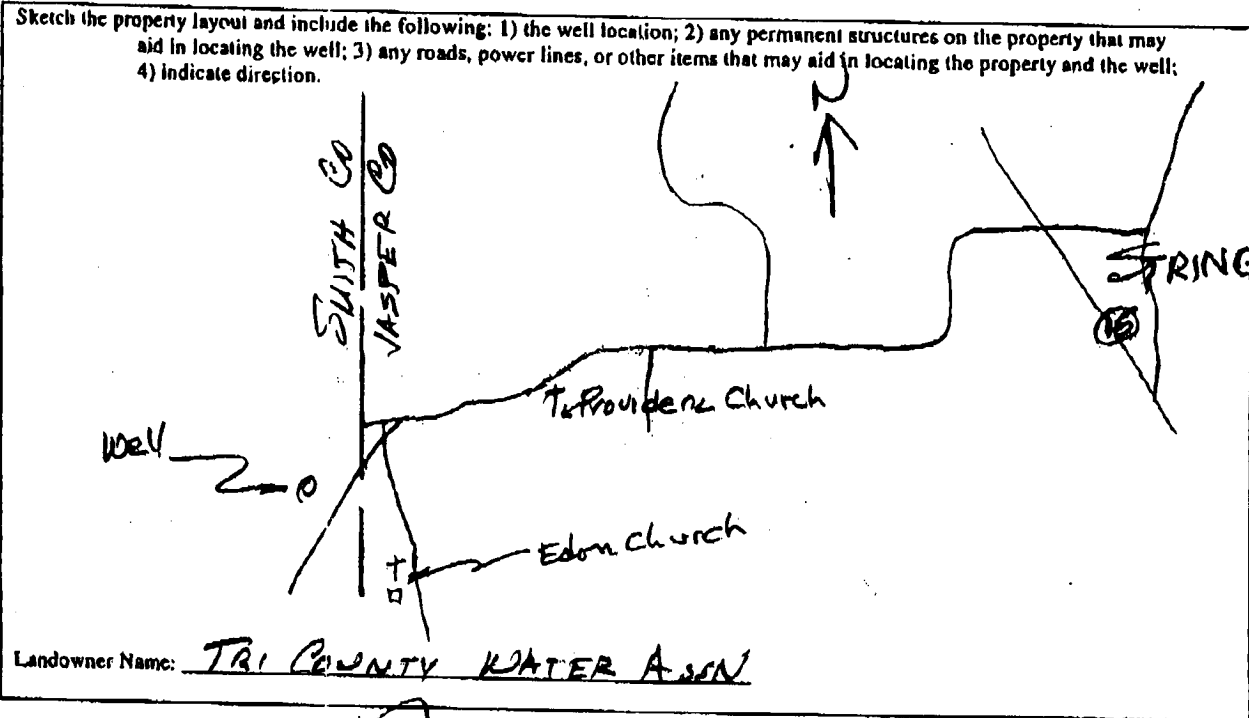 Sketch the property layout and include the following: 1) the well location; 2) any permanent structures on the property that may
aid in locating the well; 3) any roads, power lines, or other items that may aid in locating the property and the well;
4) indicate direction.
N
SMITH CO
JASPER CO
STRING
15
Providence Church
Well
Edon Church
Landowner Name: TRI COUNTY WATER ASSN